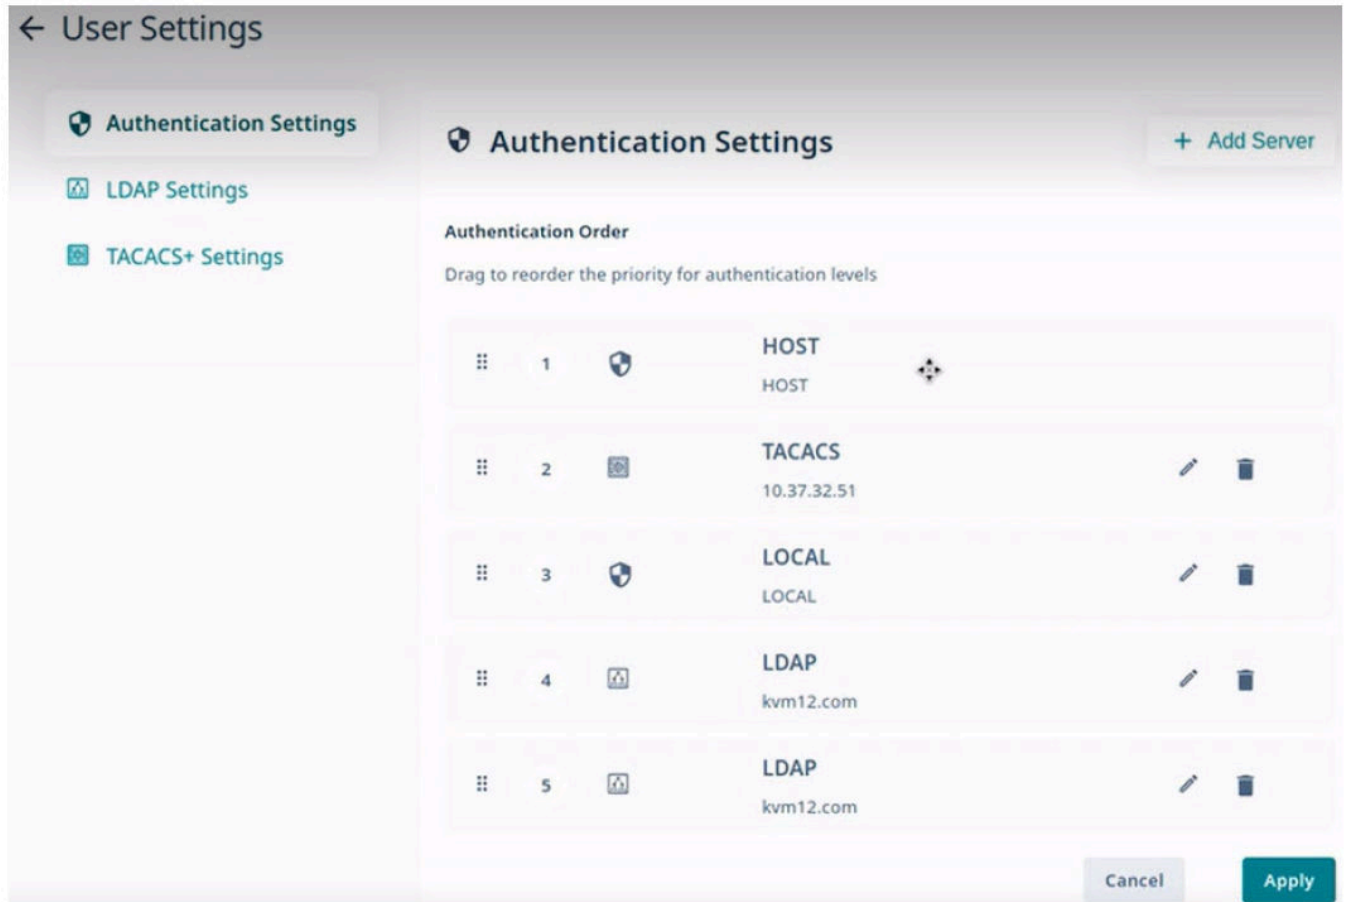 User Settings
Authentication Settings
LDAP Settings
TACACS+ Settings
Authentication Settings
+ Add Server
Authentication Order
Drag to reorder the priority for authentication levels
1
HOST
HOST
2
TACACS
10.37.32.51
3
LOCAL
LOCAL
4
LDAP
kvm12.com
5
LDAP
kvm12.com
Cancel
Apply